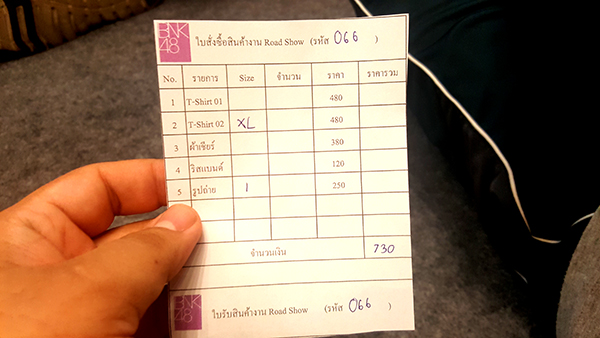 BNK
48
ใบสั่งซื้อสินค้างาน Road Show (รหัส 066 )
No. รายการ Size จำนวน ราคา ราคารวม
1 T-Shirt 01 480
2 T-Shirt 02 XL 480
3 ผ้าเชียร์ 380
4 ริสแบนด์ 120
5 รูปถ่าย 1 250
จำนวนเงิน 730
BNK
48
ใบรับสินค้างาน Road Show (รหัส 066 )